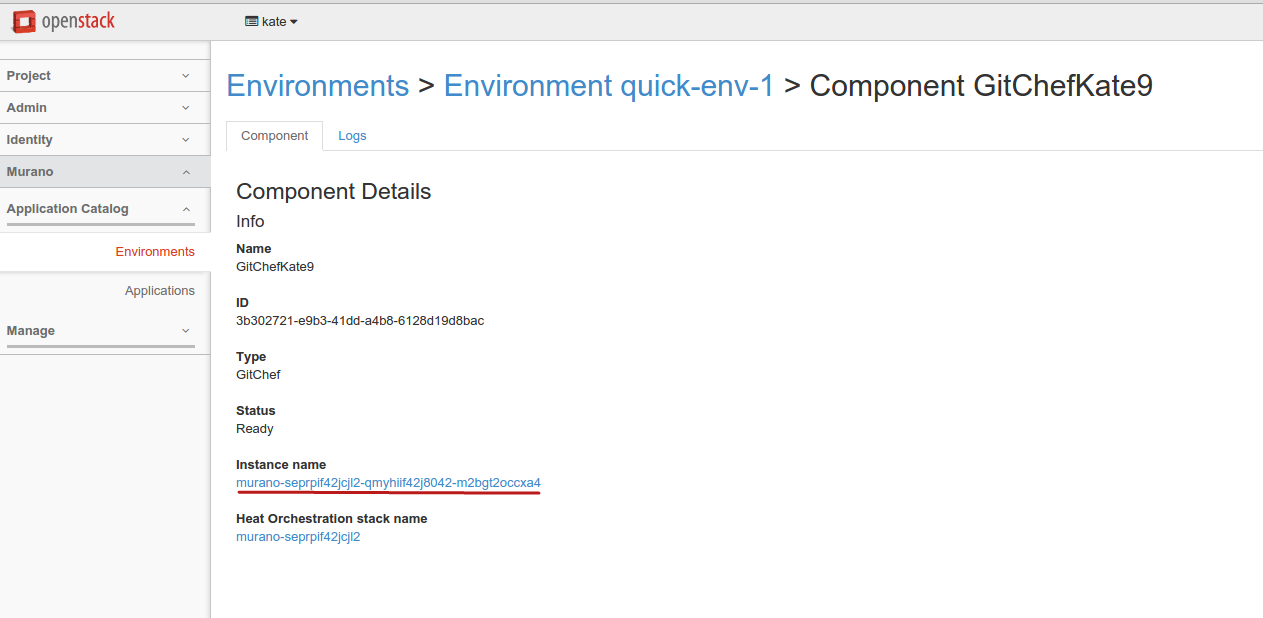 openstack
kate
Project
Admin
Identity
Murano
Application Catalog
Environments
Applications
Manage
Environments > Environment quick-env-1 > Component GitChefKate9
Component Logs
Component Details
Info
Name
GitChefKate9
ID
3b302721-e9b3-41dd-a4b8-6128d19d8bac
Type
GitChef
Status
Ready
Instance name
murano-seprpif42jcjl2-qmyhiif42j8042-m2bgt2occxa4
Heat Orchestration stack name
murano-seprpif42jcjl2